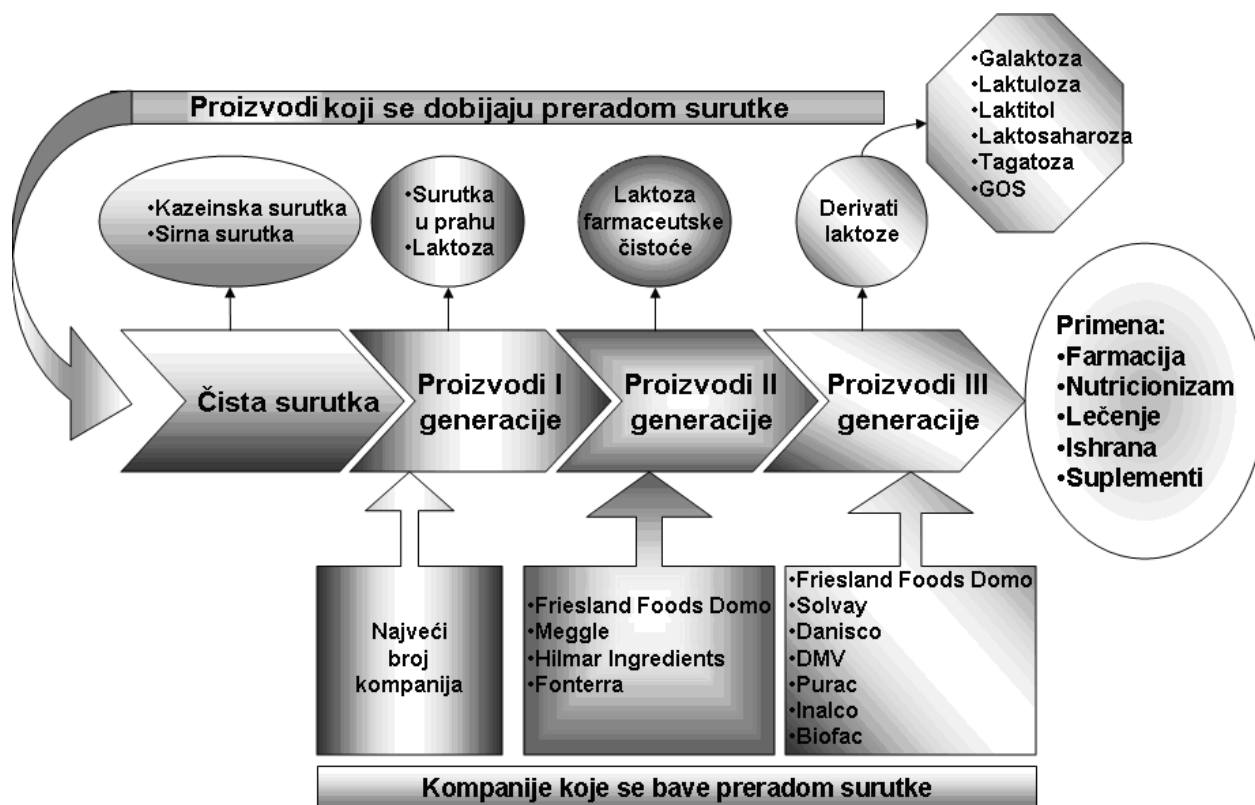 Proizvodi koji se dobijaju preradom surutke
•Galaktoza
•Laktuloza
•Laktitol
•Laktosaharoza
•Tagatoza
•GOS
•Kazeinska surutka
•Sirna surutka
•Surutka
u prahu
•Laktoza
Laktoza
farmaceutske
čistoće
Derivati
laktoze
Čista surutka
Proizvodi I
generacije
Proizvodi II
generacije
Proizvodi III
generacije
Primena:
•Farmacija
•Nutricionizam
•Lečenje
•Ishrana
•Suplementi
Najveći
broj
kompanija
•Friesland Foods Domo
•Meggle
•Hilmar Ingredients
•Fonterra
•Friesland Foods Domo
•Solvay
•Danisco
•DMV
•Purac
•Inalco
•Biofac
Kompanije koje se bave preradom surutke